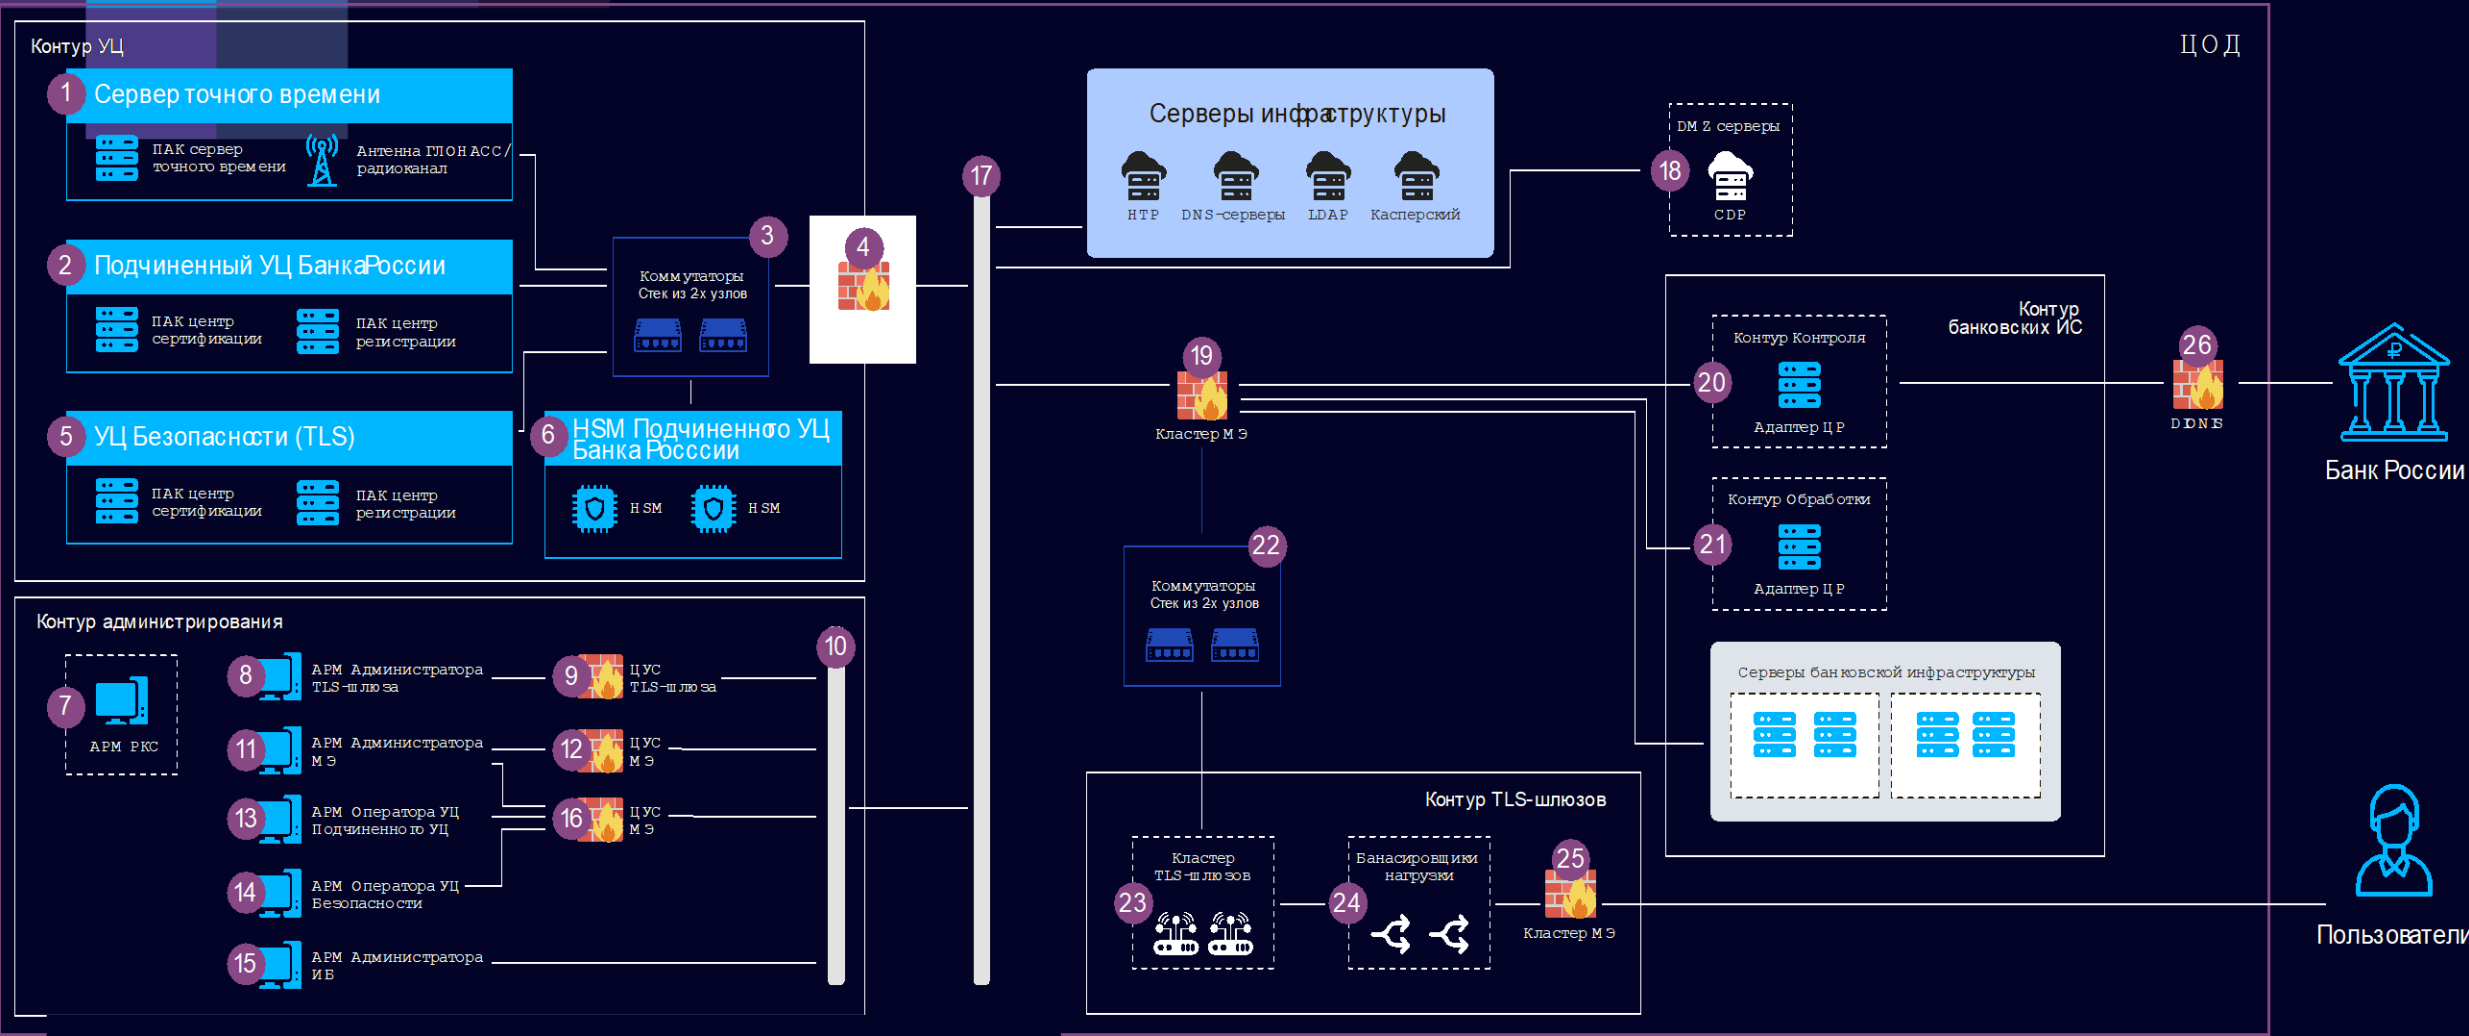 Контур УЦ
ЦОД
1
Сервер точного времени
ПАК сервер
точного времени
Антенна ГЛОНАСС/
радиоканал
2
Подчиненный УЦ Банка России
ПАК центр
сертификации
ПАК центр
регистрации
3
Коммутаторы
Стек из 2х узлов
4
5
УЦ Безопасности (TLS)
ПАК центр
сертификации
ПАК центр
регистрации
6
HSM Подчиненного УЦ
Банка Росссии
HSM
HSM
Контур администрирования
7
АРМ РКС
8
АРМ Администратора
TLS-шлюза
9
ЦУС
TLS-шлюза
10
11
АРМ Администратора
МЭ
12
ЦУС
МЭ
13
АРМ Оператора УЦ
Подчиненного УЦ
16
ЦУС
МЭ
14
АРМ Оператора УЦ
Безопасности
15
АРМ Администратора
ИБ
17
Серверы инфраструктуры
НТР
DNS-серверы
LDAP
Касперский
DMZ серверы
18
CDP
19
Кластер МЭ
Контур
банковских ИС
Контур Контроля
20
Адаптер ЦР
Контур Обработки
21
Адаптер ЦР
Серверы банковской инфраструктуры
22
Коммутаторы
Стек из 2х узлов
Контур TLS-шлюзов
Кластер
TLS-шлюзов
23
Банасировщики
нагрузки
24
25
Кластер МЭ
26
DIONIS
Банк России
Пользователи